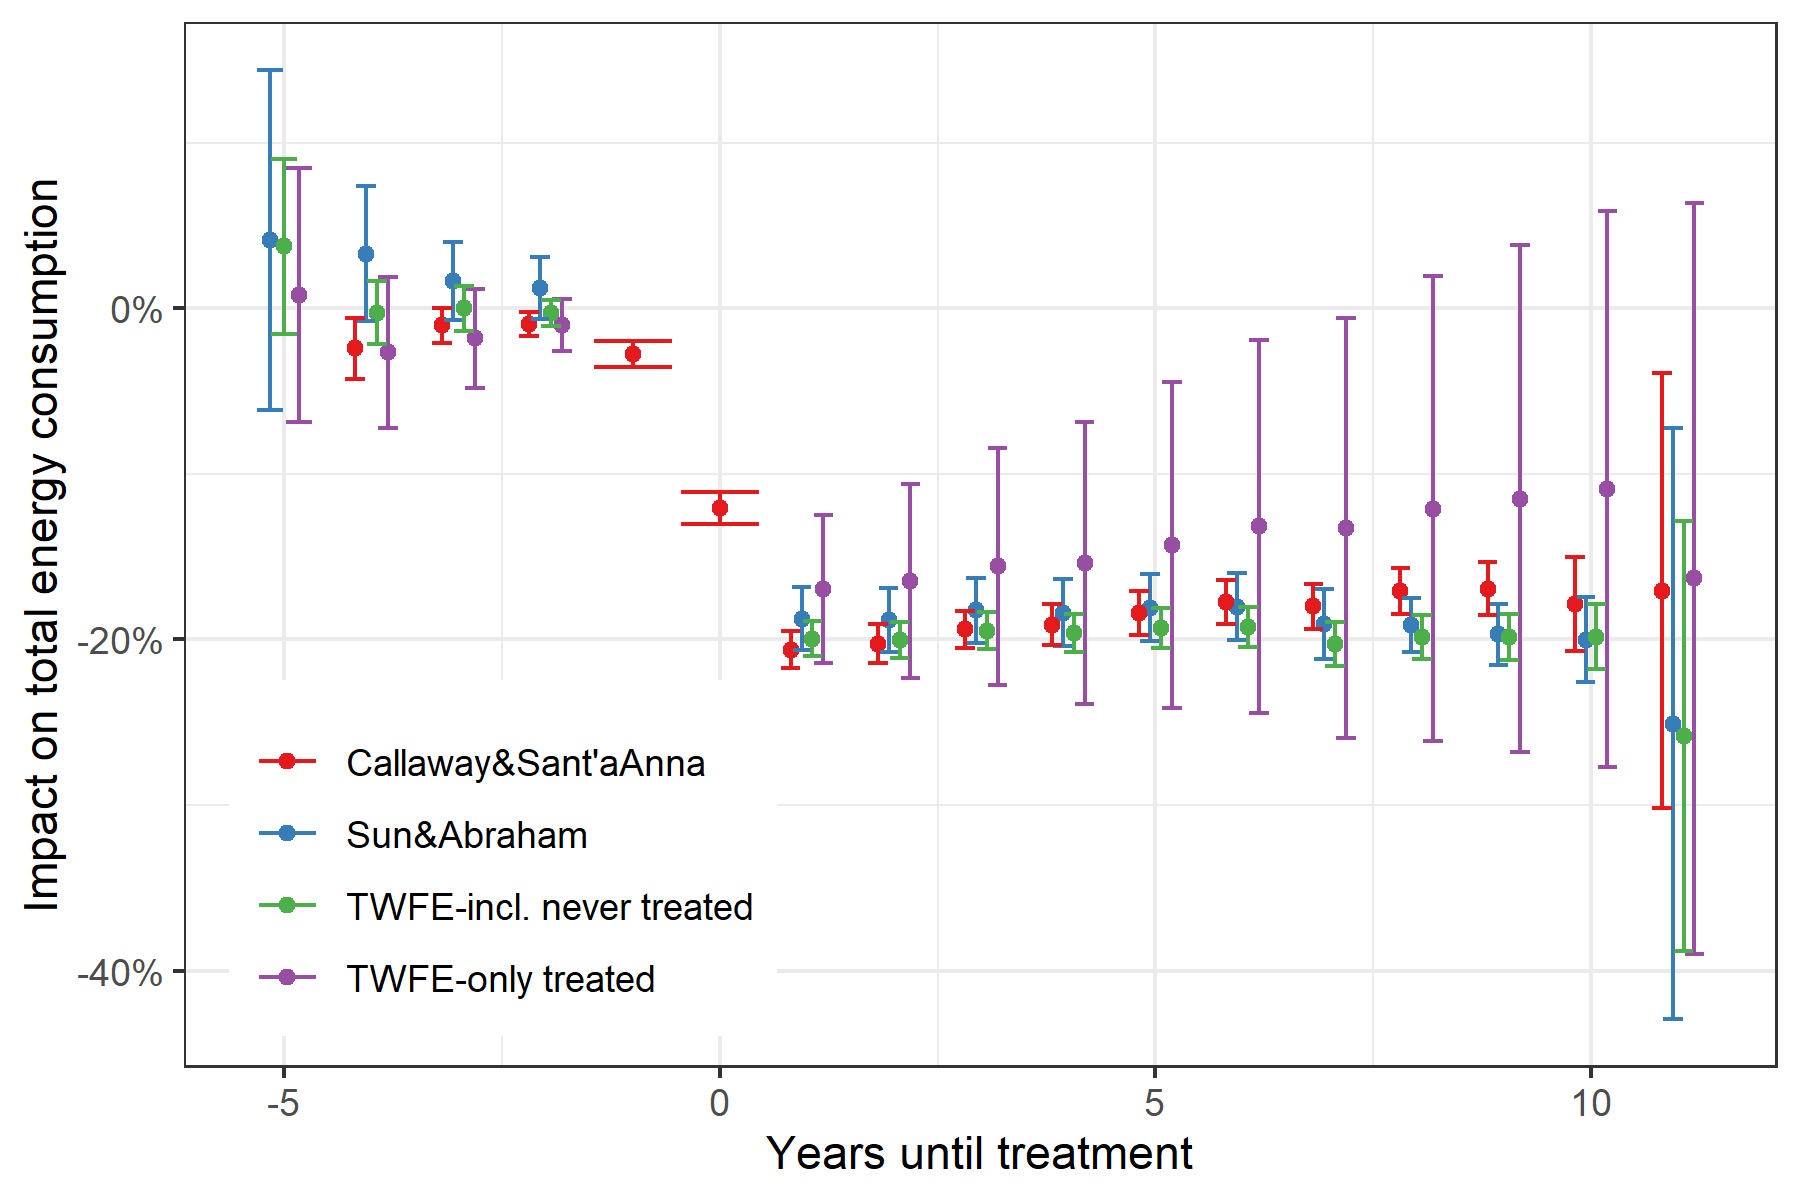 Impact on total energy consumption
0%
-20%
-40%
Callaway&Sant'aAnna
Sun&Abraham
TWFE-incl. never treated
TWFE-only treated
-5 0 5 10
Years until treatment